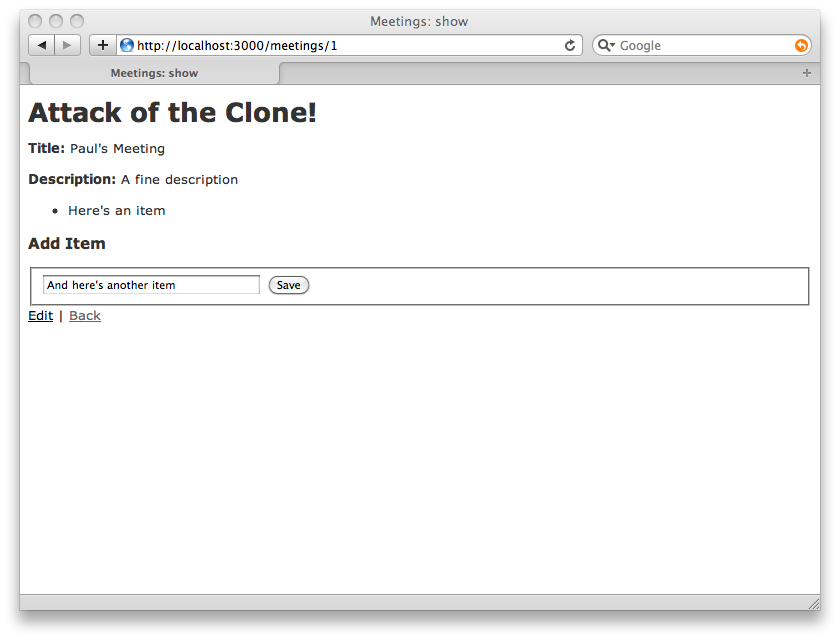 Meetings: show
http://localhost:3000/meetings/1
Google
Meetings: show
Attack of the Clone!
Title: Paul's Meeting
Description: A fine description
• Here's an item
Add Item
And here's another item Save
Edit | Back